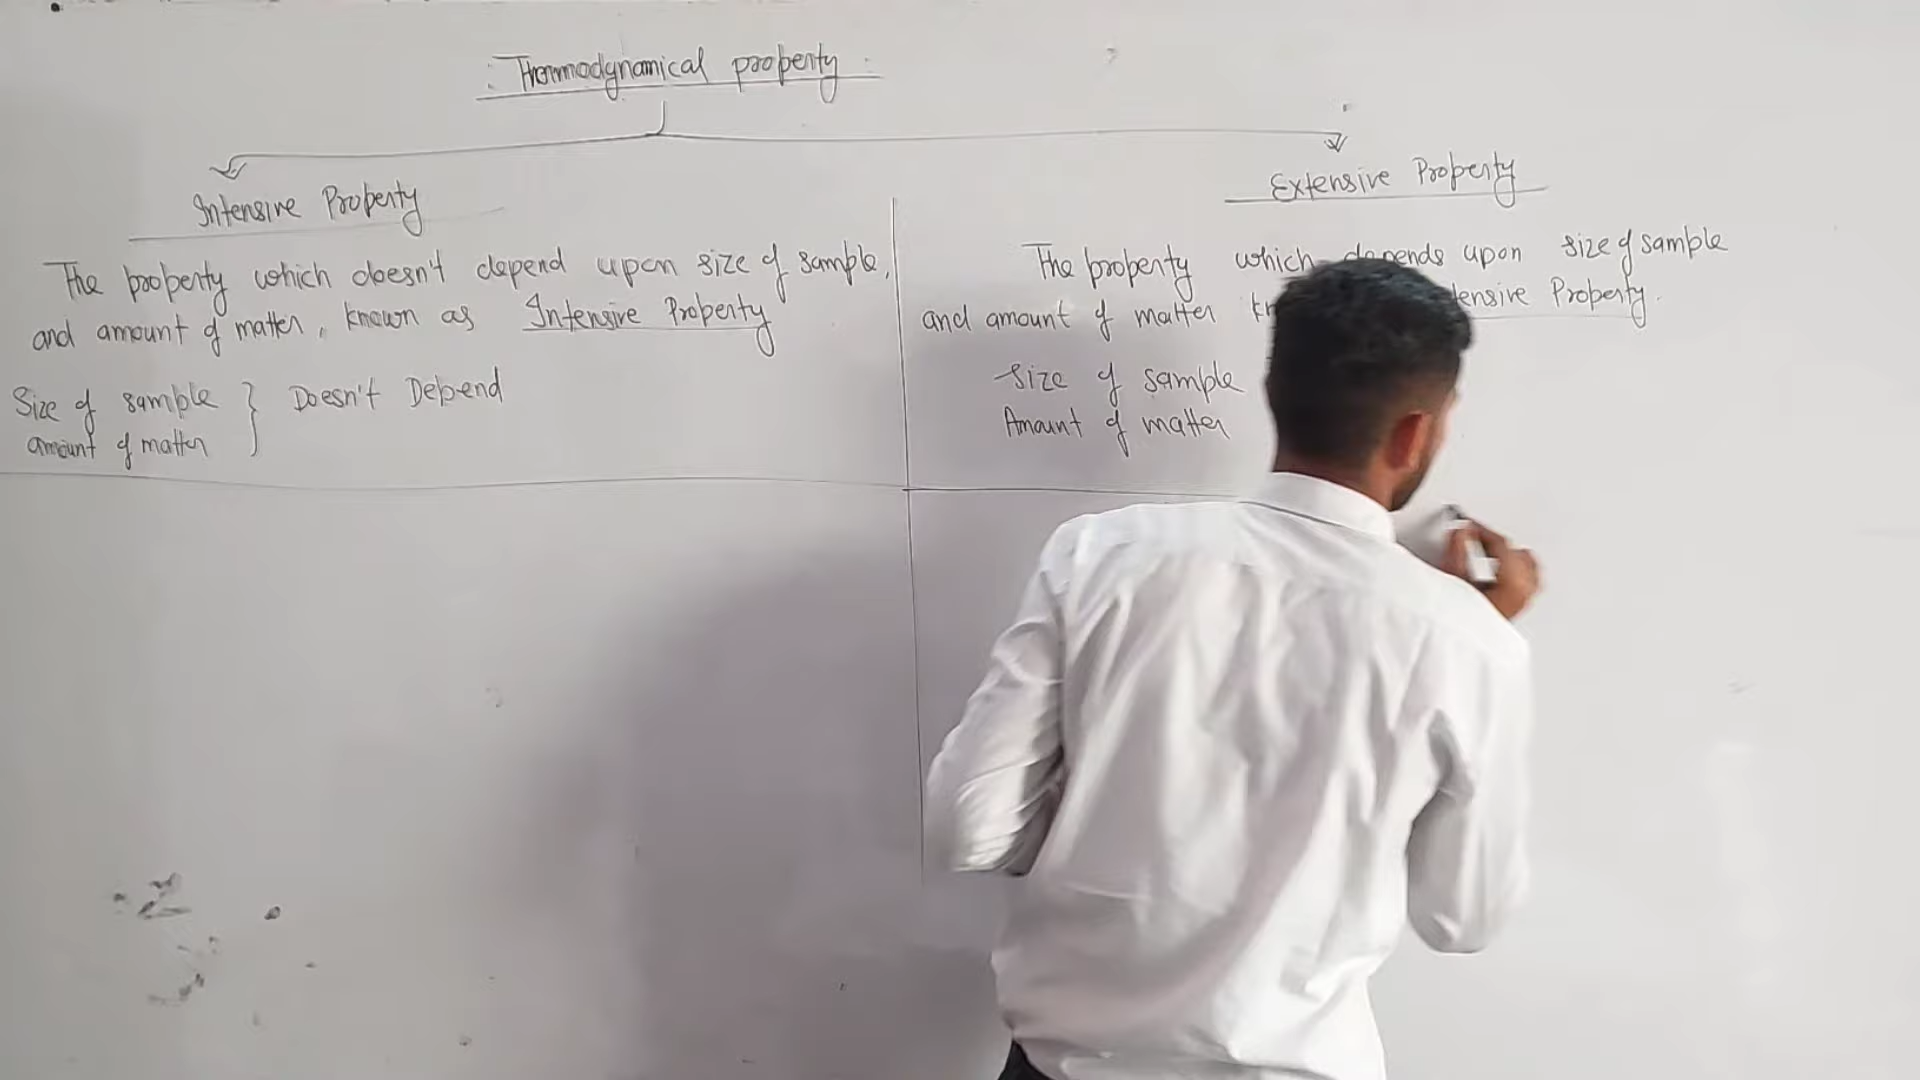 : Thermodynamical property :
Intensive Property
The property which doesn't depend upon size of sample,
and amount of matter, known as Intensive Property
Size of sample } Doesn't Depend
amount of matter
Extensive Property
The property which depends upon size of sample
and amount of matter Property.
Size of sample
Amount of matter